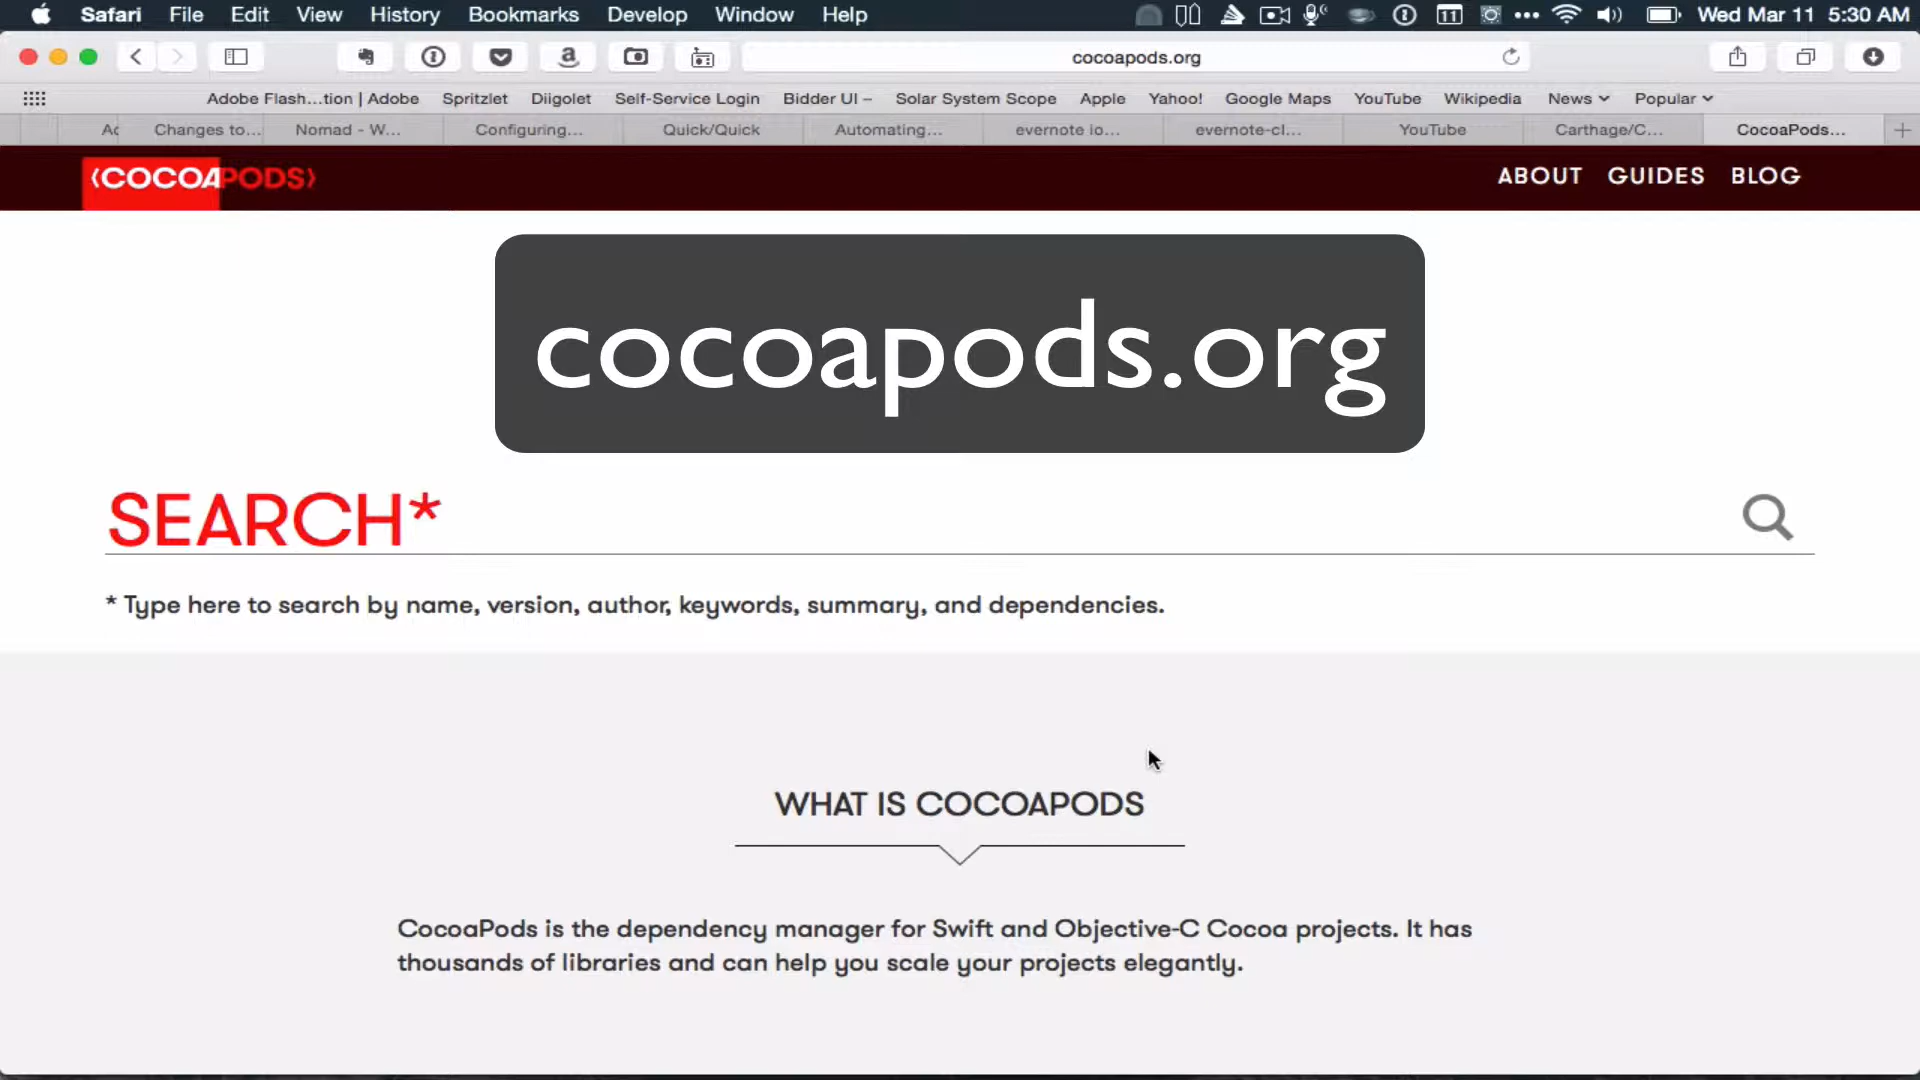 Safari File Edit View History Bookmarks Develop Window Help 11 Wed Mar 11 5:30 AM
cocoapods.org
Adobe Flash...tion | Adobe Spritzlet Diigolet Self-Service Login Bidder UI – Solar System Scope Apple Yahoo! Google Maps YouTube Wikipedia News Popular
Ac Changes to... Nomad - W... Configuring... Quick/Quick Automating... evernote io... evernote-cl... YouTube Carthage/C... CocoaPods...
COCOAPODS
ABOUT GUIDES BLOG
cocoapods.org
SEARCH*
* Type here to search by name, version, author, keywords, summary, and dependencies.
WHAT IS COCOAPODS
CocoaPods is the dependency manager for Swift and Objective-C Cocoa projects. It has
thousands of libraries and can help you scale your projects elegantly.